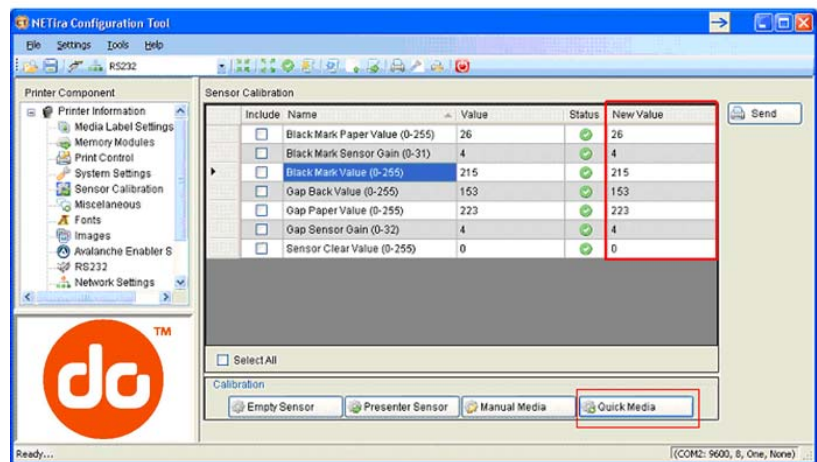 NETira Configuration Tool
File Settings Tools Help
RS232
Printer Component
Printer Information
Media Label Settings
Memory Modules
Print Control
System Settings
Sensor Calibration
Miscellaneous
Fonts
Images
Avalanche Enabler S
RS232
Network Settings
Sensor Calibration
Include Name Value Status New Value
Black Mark Paper Value (0-255) 26 26
Black Mark Sensor Gain (0-31) 4 4
Black Mark Value (0-255) 215 215
Gap Back Value (0-255) 153 153
Gap Paper Value (0-255) 223 223
Gap Sensor Gain (0-32) 4 4
Sensor Clear Value (0-255) 0 0
Send
Select All
Calibration
Empty Sensor Presenter Sensor Manual Media Quick Media
do TM
Ready... (COM2: 9600, 8, One, None)